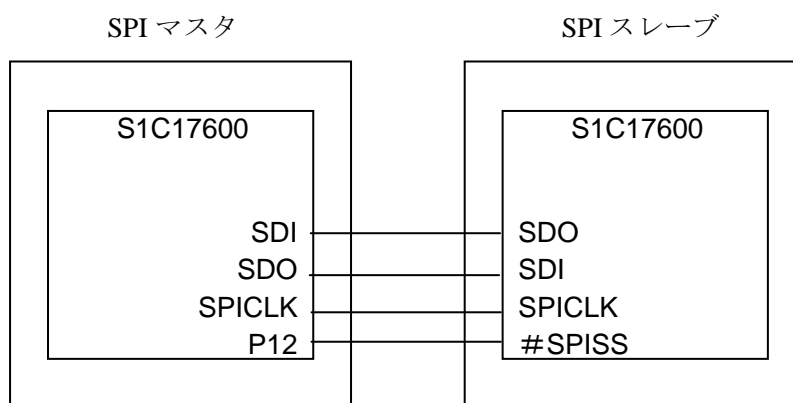 SPI マスタ
SPI スレーブ
S1C17600
S1C17600
SDI
SDO
SDO
SDI
SPICLK
SPICLK
P12
#SPISS